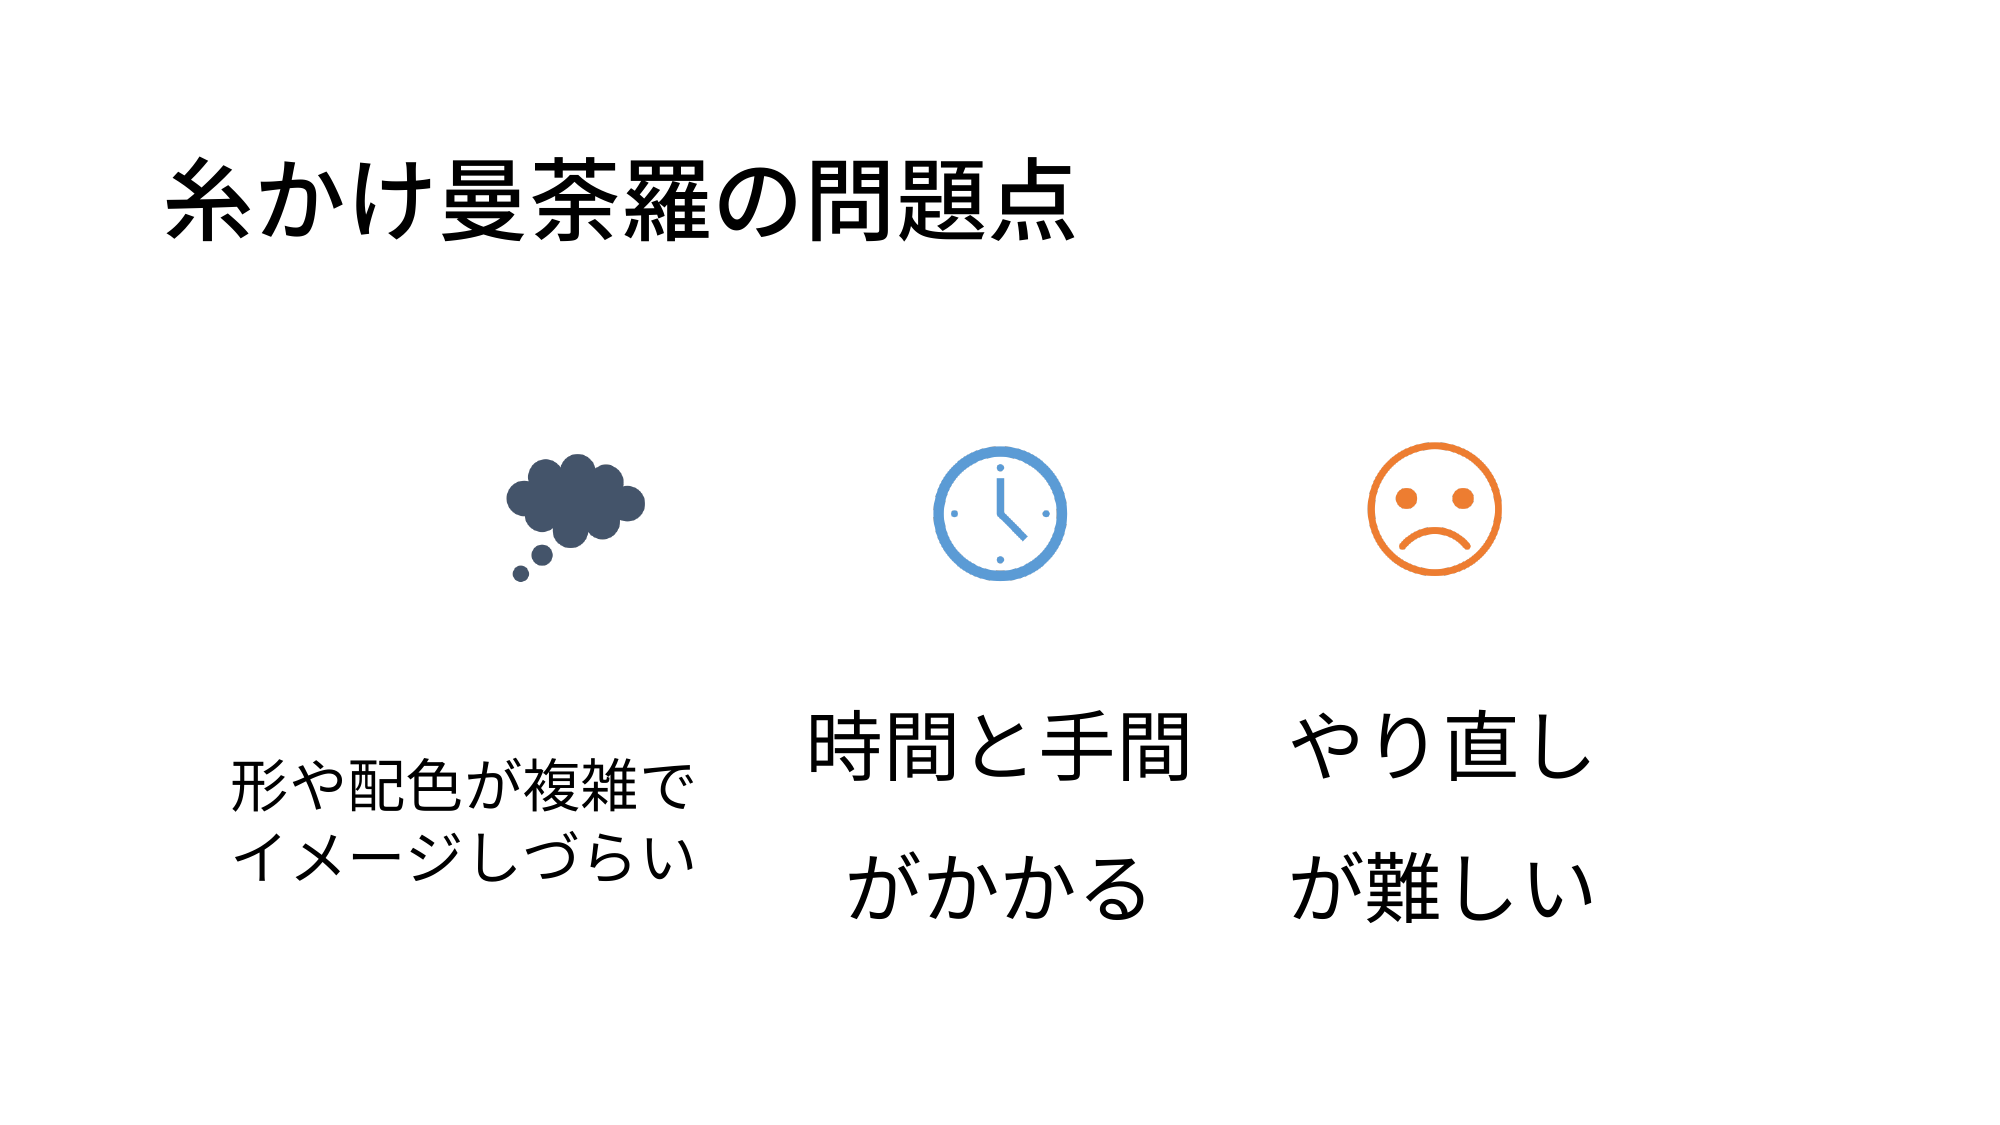 糸かけ曼荼羅の問題点
形や配色が複雑で
イメージしづらい
時間と手間
がかかる
やり直し
が難しい